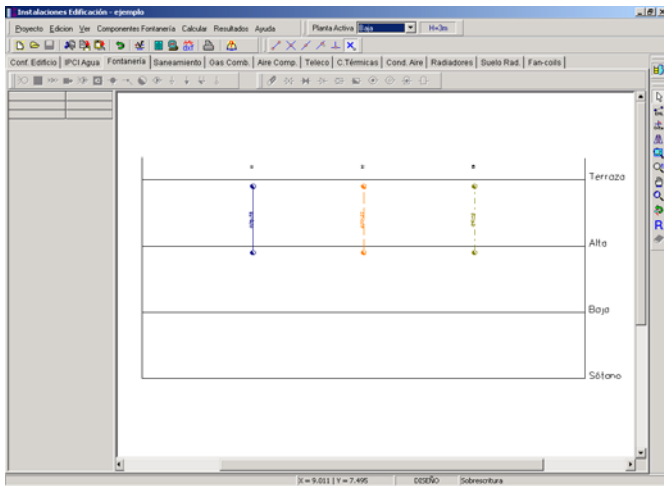 Instalaciones Edificación - ejemplo
Proyecto Edicion Ver Componentes Fontanería Calcular Resultados Ayuda Planta Activa Baja H=3m
Conf. Edificio IPCI Agua Fontanería Saneamiento Gas Comb. Aire Comp. Teleco C.Térmicas Cond. Aire Radiadores Suelo Rad. Fan-coils
Terraza
Alta
Baja
Sótano
R
X = 9.011 | Y = 7.495 DISEÑO Sobrescritura